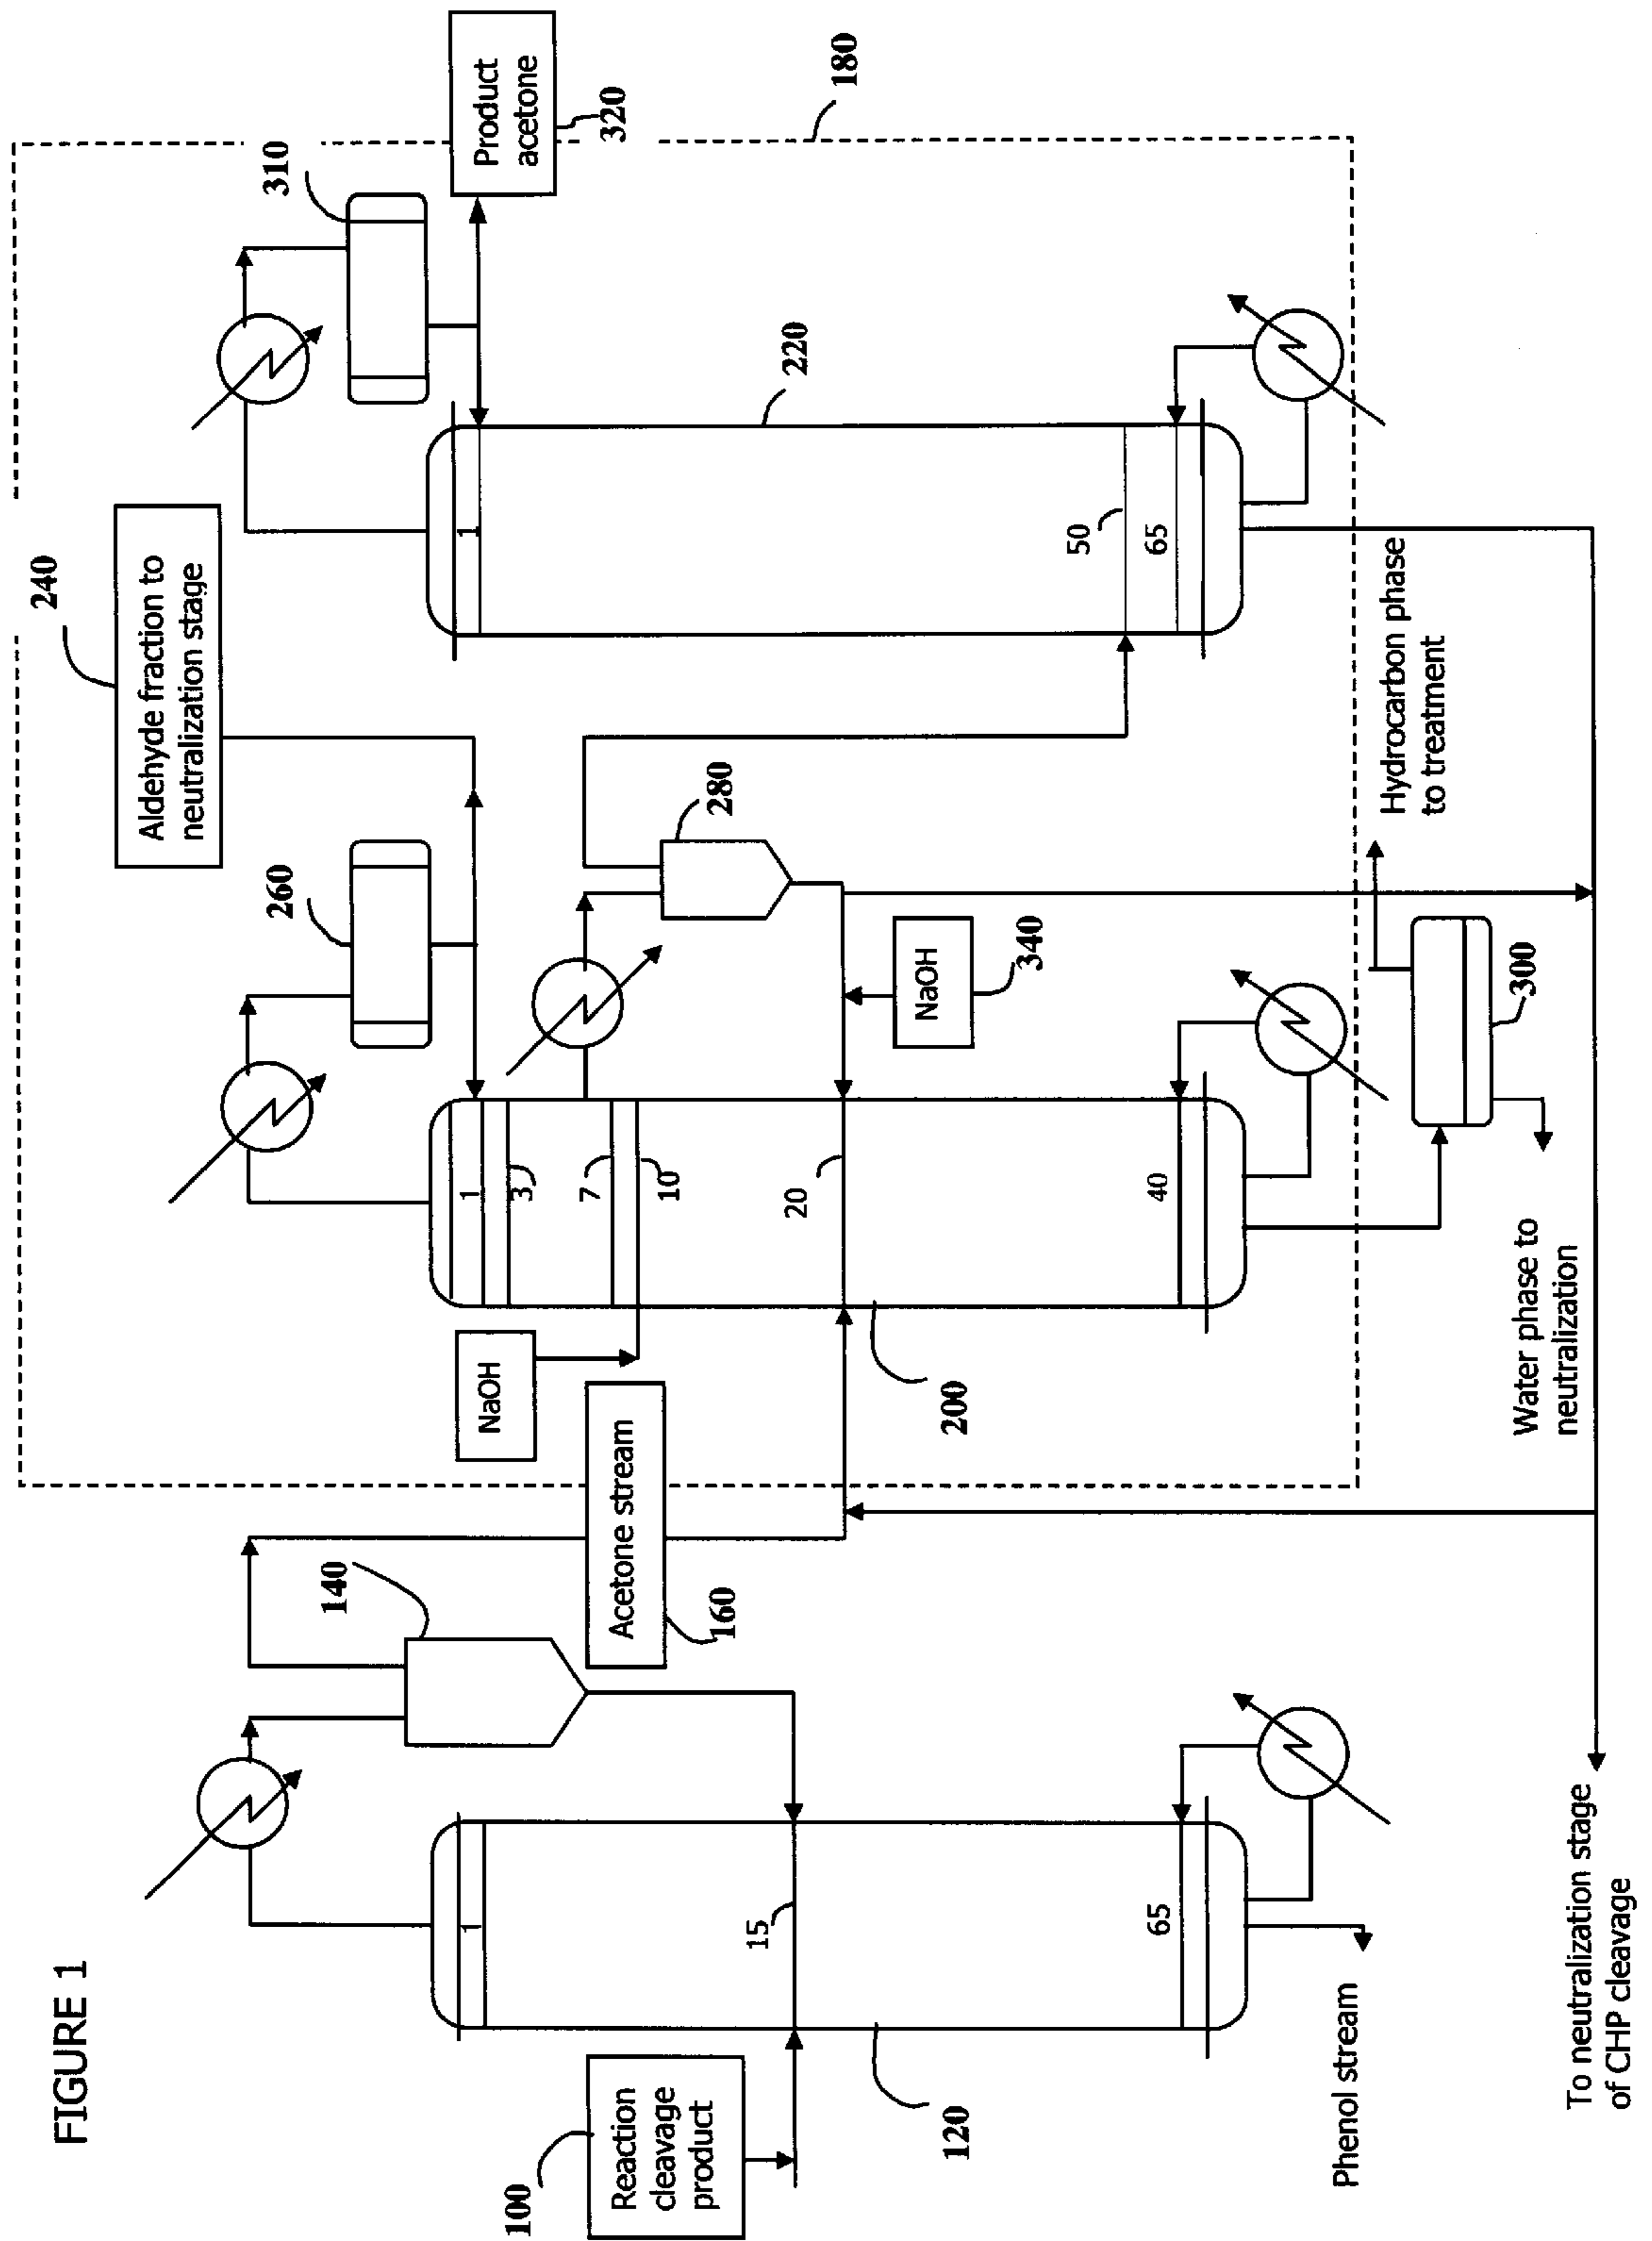 FIGURE 1
100
Reaction
cleavage
product
120
1
15
65
Phenol stream
To neutralization stage
of CHP cleavage
140
Acetone stream
160
NaOH
200
1
3
7
10
20
40
260
240
Aldehyde fraction to
neutralization stage
280
NaOH
340
300
Water phase to
neutralization
Hydrocarbon phase
to treatment
220
1
50
65
310
Product
acetone
320
180